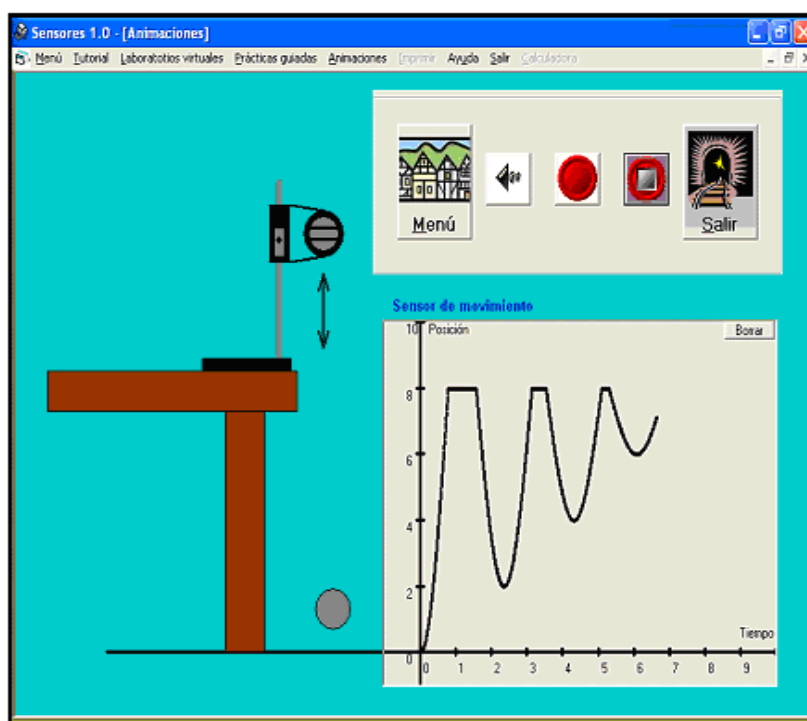 Sensores 1.0 - [Animaciones]
Menú Tutorial Laboratotios virtuales Prácticas guiadas Animaciones Imprimir Ayuda Salir Calculadora
Menú
Salir
Sensor de movimiento
10 Posición Borrar
8
6
4
2
Tiempo
0
0 1 2 3 4 5 6 7 8 9